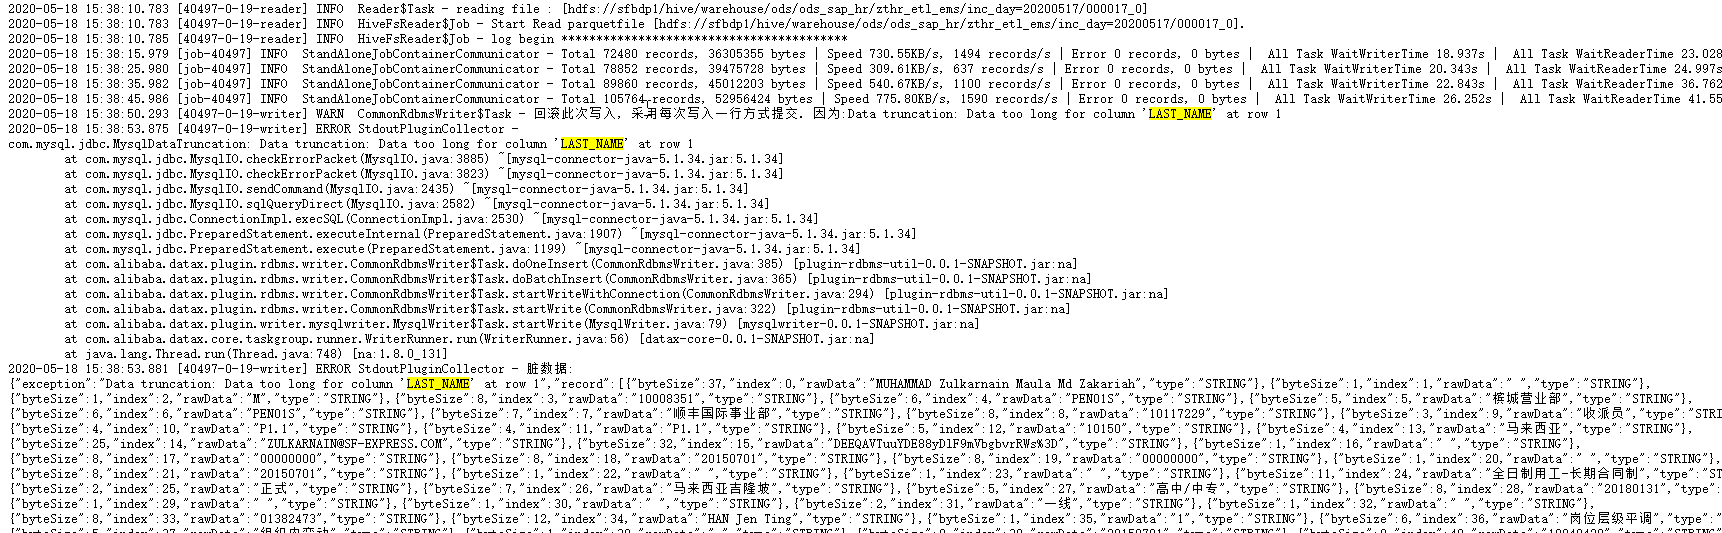 2020-05-18 15:38:10.783 [40497-0-19-reader] INFO  Reader$Task - reading file : [hdfs://sfbdp1/hive/warehouse/ods/ods_sap_hr/zthr_etl_ems/inc_day=20200517/000017_0]
2020-05-18 15:38:10.783 [40497-0-19-reader] INFO  HiveFsReader$Job - Start Read parquetfile [hdfs://sfbdp1/hive/warehouse/ods/ods_sap_hr/zthr_etl_ems/inc_day=20200517/000017_0].
2020-05-18 15:38:10.785 [40497-0-19-reader] INFO  HiveFsReader$Job - log begin *****************************************
2020-05-18 15:38:15.979 [job-40497] INFO  StandAloneJobContainerCommunicator - Total 72480 records, 36305355 bytes | Speed 730.55KB/s, 1494 records/s | Error 0 records, 0 bytes |  All Task WaitWriterTime 18.937s |  All Task WaitReaderTime 23.028
2020-05-18 15:38:25.980 [job-40497] INFO  StandAloneJobContainerCommunicator - Total 78852 records, 39475728 bytes | Speed 309.61KB/s, 637 records/s | Error 0 records, 0 bytes |  All Task WaitWriterTime 20.343s |  All Task WaitReaderTime 24.997s
2020-05-18 15:38:35.982 [job-40497] INFO  StandAloneJobContainerCommunicator - Total 89860 records, 45012203 bytes | Speed 540.67KB/s, 1100 records/s | Error 0 records, 0 bytes |  All Task WaitWriterTime 22.843s |  All Task WaitReaderTime 36.762
2020-05-18 15:38:45.986 [job-40497] INFO  StandAloneJobContainerCommunicator - Total 105764 records, 52956424 bytes | Speed 775.80KB/s, 1590 records/s | Error 0 records, 0 bytes |  All Task WaitWriterTime 26.252s |  All Task WaitReaderTime 41.55
2020-05-18 15:38:50.293 [40497-0-19-writer] WARN  CommonRdbmsWriter$Task - 回滚此次写入, 采用每次写入一行方式提交. 因为:Data truncation: Data too long for column 'LAST_NAME' at row 1
2020-05-18 15:38:53.875 [40497-0-19-writer] ERROR StdoutPluginCollector -
com.mysql.jdbc.MysqlDataTruncation: Data truncation: Data too long for column 'LAST_NAME' at row 1
at com.mysql.jdbc.MysqlIO.checkErrorPacket(MysqlIO.java:3885) ~[mysql-connector-java-5.1.34.jar:5.1.34]
at com.mysql.jdbc.MysqlIO.checkErrorPacket(MysqlIO.java:3823) ~[mysql-connector-java-5.1.34.jar:5.1.34]
at com.mysql.jdbc.MysqlIO.sendCommand(MysqlIO.java:2435) ~[mysql-connector-java-5.1.34.jar:5.1.34]
at com.mysql.jdbc.MysqlIO.sqlQueryDirect(MysqlIO.java:2582) ~[mysql-connector-java-5.1.34.jar:5.1.34]
at com.mysql.jdbc.ConnectionImpl.execSQL(ConnectionImpl.java:2530) ~[mysql-connector-java-5.1.34.jar:5.1.34]
at com.mysql.jdbc.PreparedStatement.executeInternal(PreparedStatement.java:1907) ~[mysql-connector-java-5.1.34.jar:5.1.34]
at com.mysql.jdbc.PreparedStatement.execute(PreparedStatement.java:1199) ~[mysql-connector-java-5.1.34.jar:5.1.34]
at com.alibaba.datax.plugin.rdbms.writer.CommonRdbmsWriter$Task.doOneInsert(CommonRdbmsWriter.java:385) [plugin-rdbms-util-0.0.1-SNAPSHOT.jar:na]
at com.alibaba.datax.plugin.rdbms.writer.CommonRdbmsWriter$Task.doBatchInsert(CommonRdbmsWriter.java:365) [plugin-rdbms-util-0.0.1-SNAPSHOT.jar:na]
at com.alibaba.datax.plugin.rdbms.writer.CommonRdbmsWriter$Task.startWriteWithConnection(CommonRdbmsWriter.java:294) [plugin-rdbms-util-0.0.1-SNAPSHOT.jar:na]
at com.alibaba.datax.plugin.rdbms.writer.CommonRdbmsWriter$Task.startWrite(CommonRdbmsWriter.java:322) [plugin-rdbms-util-0.0.1-SNAPSHOT.jar:na]
at com.alibaba.datax.plugin.writer.mysqlwriter.MysqlWriter$Task.startWrite(MysqlWriter.java:79) [mysqlwriter-0.0.1-SNAPSHOT.jar:na]
at com.alibaba.datax.core.taskgroup.runner.WriterRunner.run(WriterRunner.java:56) [datax-core-0.0.1-SNAPSHOT.jar:na]
at java.lang.Thread.run(Thread.java:748) [na:1.8.0_131]
2020-05-18 15:38:53.881 [40497-0-19-writer] ERROR StdoutPluginCollector - 脏数据:
{"exception":"Data truncation: Data too long for column 'LAST_NAME' at row 1","record":[{"byteSize":37,"index":0,"rawData":"MUHAMMAD Zulkarnain Maula Md Zakariah","type":"STRING"},{"byteSize":1,"index":1,"rawData":" ","type":"STRING"},
{"byteSize":1,"index":2,"rawData":"M","type":"STRING"},{"byteSize":8,"index":3,"rawData":"10008351","type":"STRING"},{"byteSize":6,"index":4,"rawData":"PEN01S","type":"STRING"},{"byteSize":5,"index":5,"rawData":"槟城营业部","type":"STRING"},
{"byteSize":6,"index":6,"rawData":"PEN01S","type":"STRING"},{"byteSize":7,"index":7,"rawData":"顺丰国际事业部","type":"STRING"},{"byteSize":8,"index":8,"rawData":"10117229","type":"STRING"},{"byteSize":3,"index":9,"rawData":"收派员","type":"STRI
{"byteSize":4,"index":10,"rawData":"P1.1","type":"STRING"},{"byteSize":4,"index":11,"rawData":"P1.1","type":"STRING"},{"byteSize":5,"index":12,"rawData":"10150","type":"STRING"},{"byteSize":4,"index":13,"rawData":"马来西亚","type":"STRING"},
{"byteSize":25,"index":14,"rawData":"ZULKARNAIN@SF-EXPRESS.COM","type":"STRING"},{"byteSize":32,"index":15,"rawData":"DEEQAVTuuYDE88yDlF9mVbgbvrRWs%3D","type":"STRING"},{"byteSize":1,"index":16,"rawData":" ","type":"STRING"},
{"byteSize":8,"index":17,"rawData":"00000000","type":"STRING"},{"byteSize":8,"index":18,"rawData":"20150701","type":"STRING"},{"byteSize":8,"index":19,"rawData":"00000000","type":"STRING"},{"byteSize":1,"index":20,"rawData":" ","type":"STRING"},
{"byteSize":8,"index":21,"rawData":"20150701","type":"STRING"},{"byteSize":1,"index":22,"rawData":" ","type":"STRING"},{"byteSize":1,"index":23,"rawData":" ","type":"STRING"},{"byteSize":11,"index":24,"rawData":"全日制用工-长期合同制","type":"ST
{"byteSize":2,"index":25,"rawData":"正式","type":"STRING"},{"byteSize":7,"index":26,"rawData":"马来西亚吉隆坡","type":"STRING"},{"byteSize":5,"index":27,"rawData":"高中/中专","type":"STRING"},{"byteSize":8,"index":28,"rawData":"20180131","type":
{"byteSize":1,"index":29,"rawData":" ","type":"STRING"},{"byteSize":1,"index":30,"rawData":" ","type":"STRING"},{"byteSize":2,"index":31,"rawData":"一线","type":"STRING"},{"byteSize":1,"index":32,"rawData":" ","type":"STRING"},
{"byteSize":8,"index":33,"rawData":"01382473","type":"STRING"},{"byteSize":12,"index":34,"rawData":"HAN Jen Ting","type":"STRING"},{"byteSize":1,"index":35,"rawData":"1","type":"STRING"},{"byteSize":6,"index":36,"rawData":"岗位层级平调","type":"